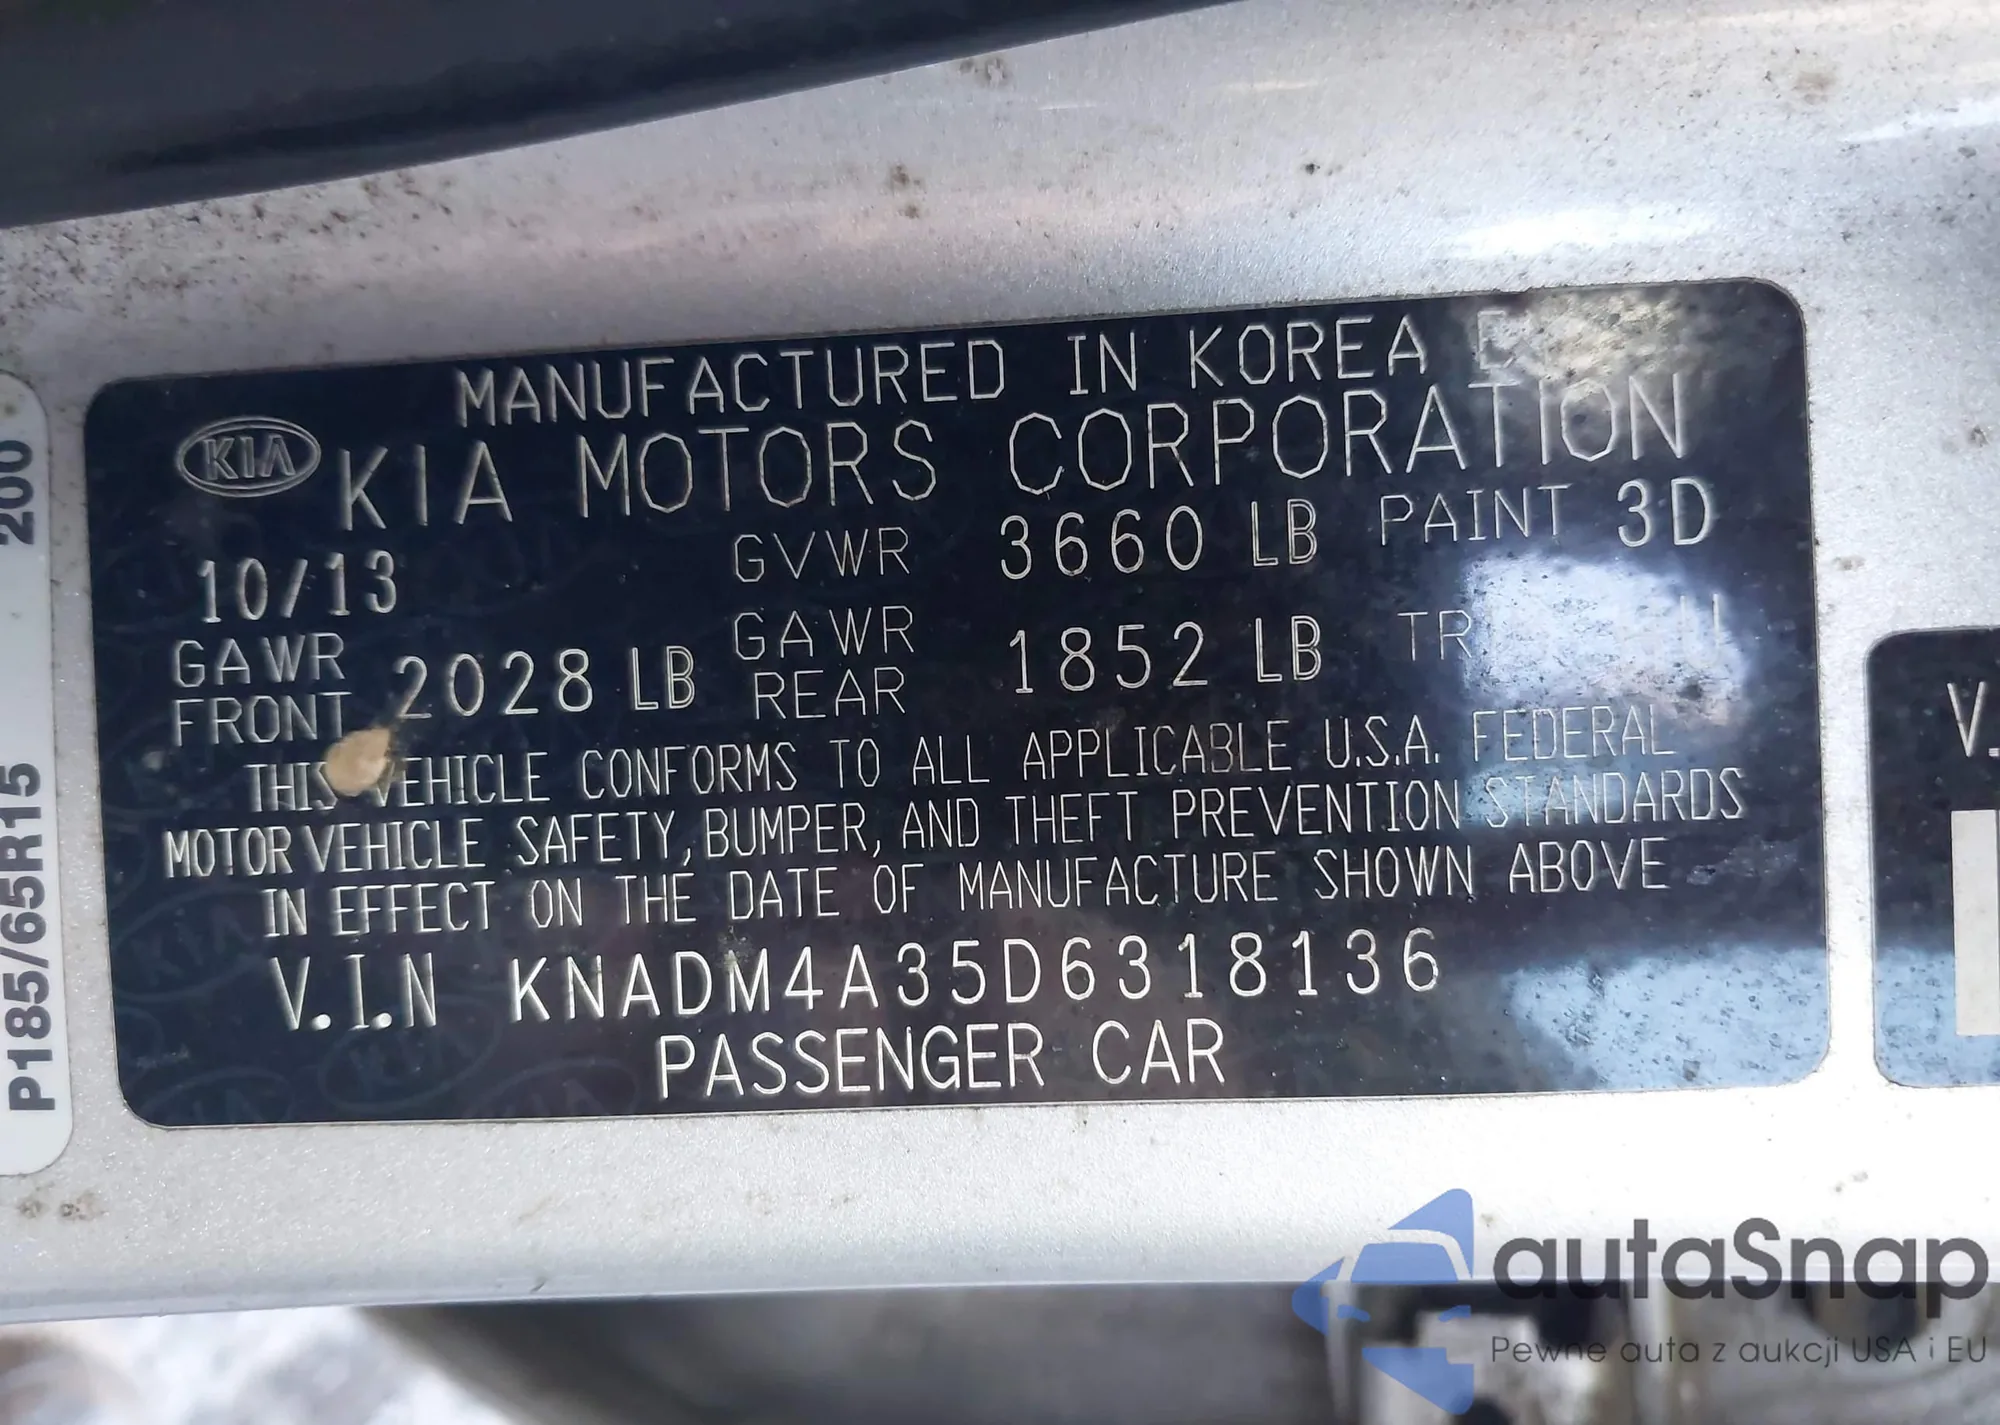 MANUFACTURED IN KOREA
KIA KIA MOTORS CORPORATION
10/13 GVWR 3660 LB PAINT 3D
GAWR FRONT 2028 LB GAWR REAR 1852 LB
THIS VEHICLE CONFORMS TO ALL APPLICABLE U.S.A. FEDERAL
MOTOR VEHICLE SAFETY, BUMPER, AND THEFT PREVENTION STANDARDS
IN EFFECT ON THE DATE OF MANUFACTURE SHOWN ABOVE
V.I.N KNADM4A35D6318136
PASSENGER CAR
P185/65R15 200
autaSnap
Pewne auta z aukcji USA i EU